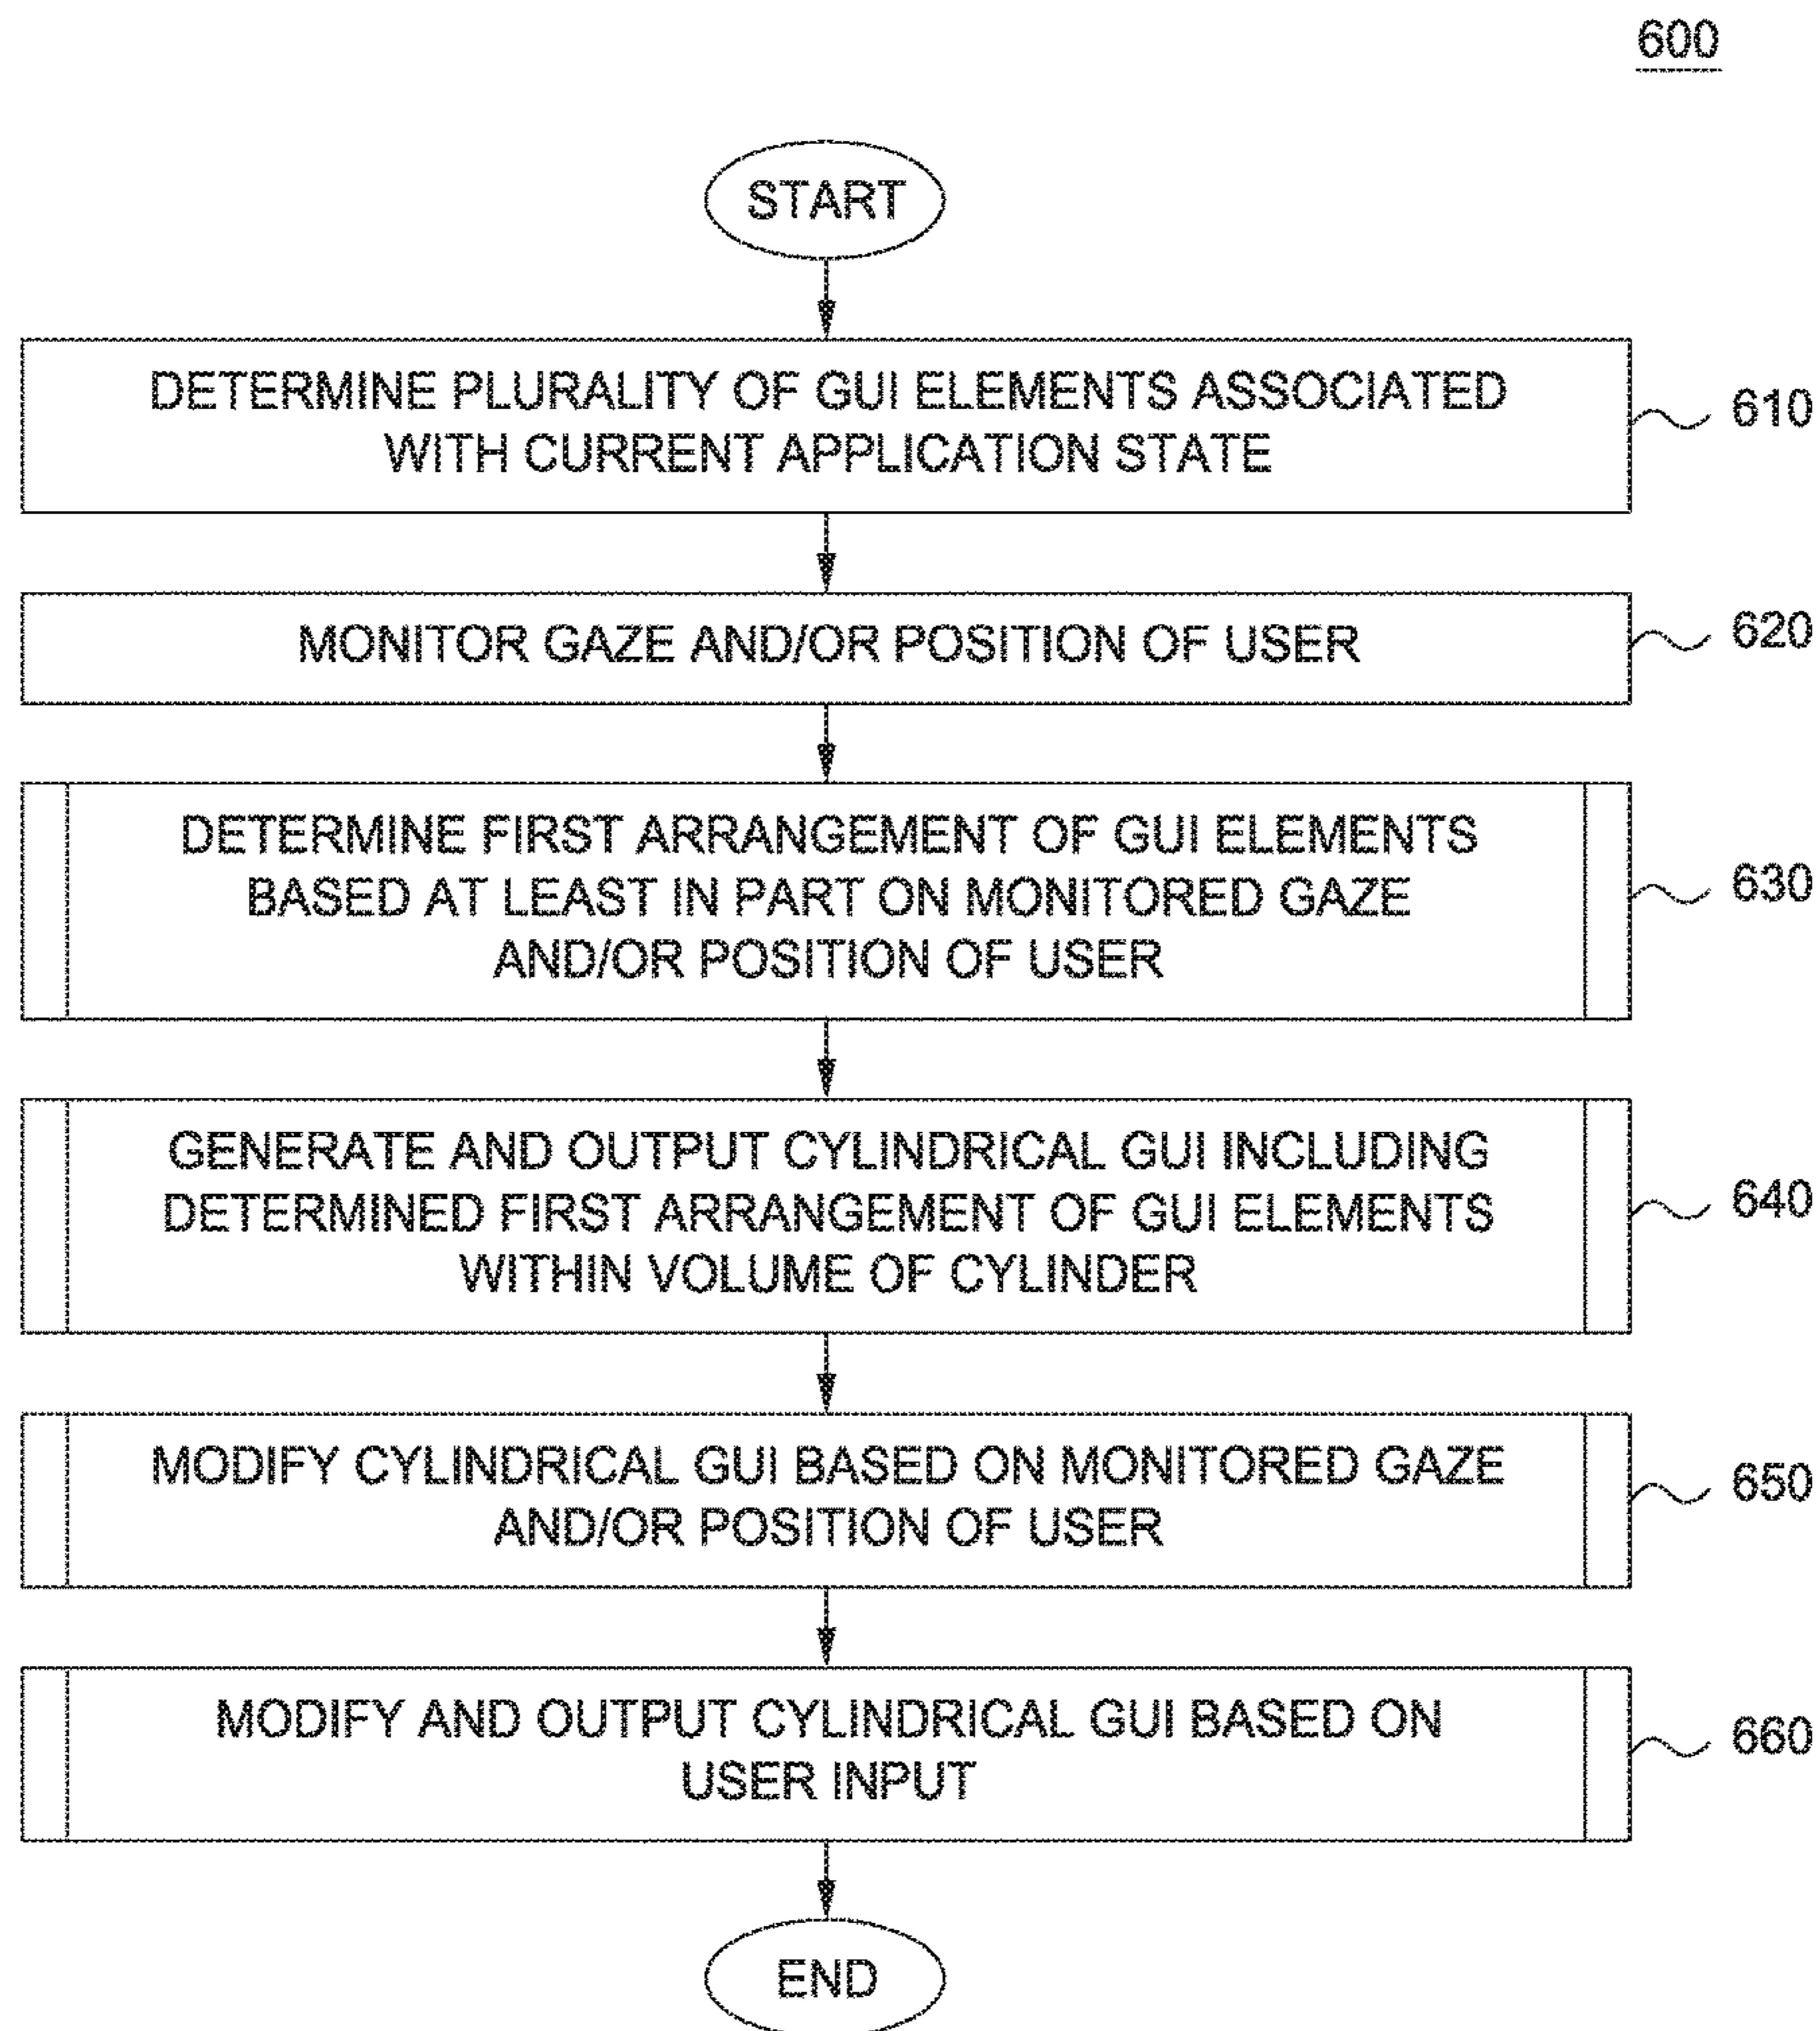 600
START
DETERMINE PLURALITY OF GUI ELEMENTS ASSOCIATED
WITH CURRENT APPLICATION STATE
610
MONITOR GAZE AND/OR POSITION OF USER
620
DETERMINE FIRST ARRANGEMENT OF GUI ELEMENTS
BASED AT LEAST IN PART ON MONITORED GAZE
AND/OR POSITION OF USER
630
GENERATE AND OUTPUT CYLINDRICAL GUI INCLUDING
DETERMINED FIRST ARRANGEMENT OF GUI ELEMENTS
WITHIN VOLUME OF CYLINDER
640
MODIFY CYLINDRICAL GUI BASED ON MONITORED GAZE
AND/OR POSITION OF USER
650
MODIFY AND OUTPUT CYLINDRICAL GUI BASED ON
USER INPUT
660
END